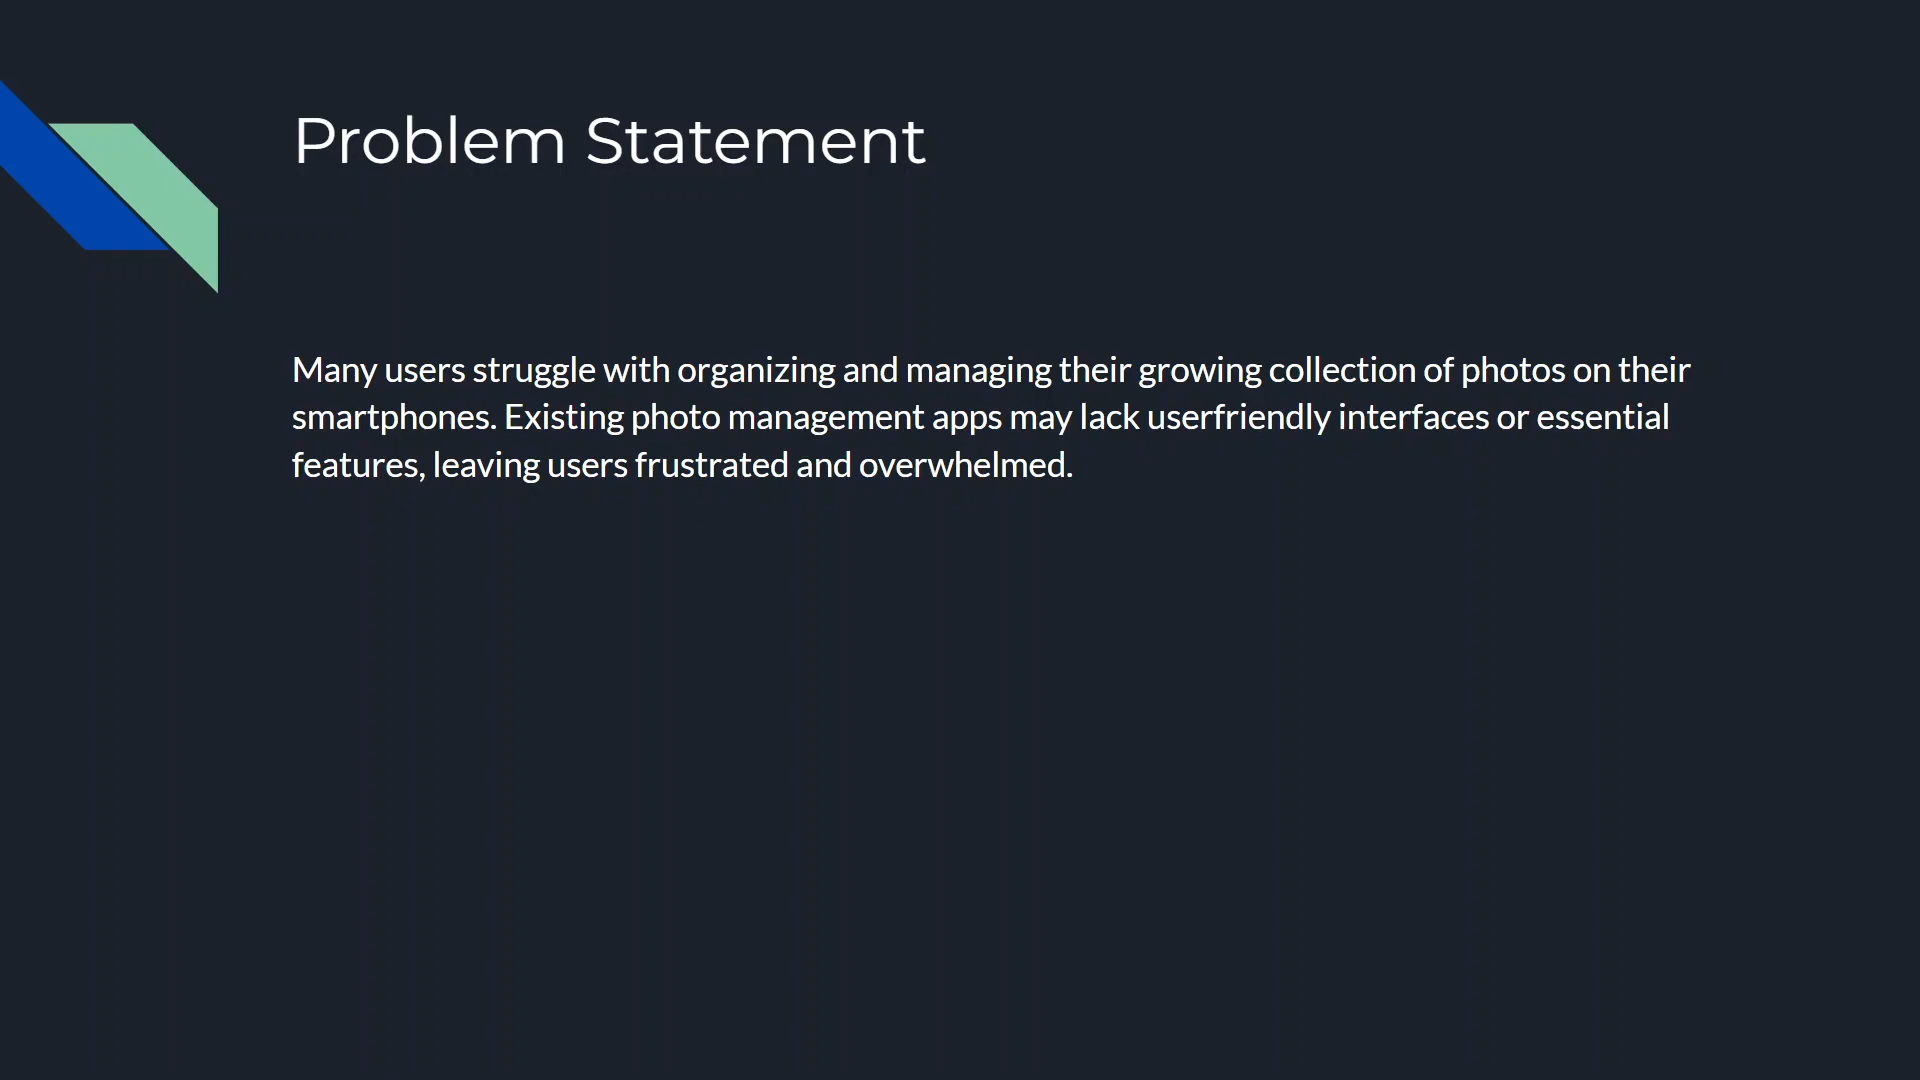 Problem Statement
Many users struggle with organizing and managing their growing collection of photos on their
smartphones. Existing photo management apps may lack userfriendly interfaces or essential
features, leaving users frustrated and overwhelmed.